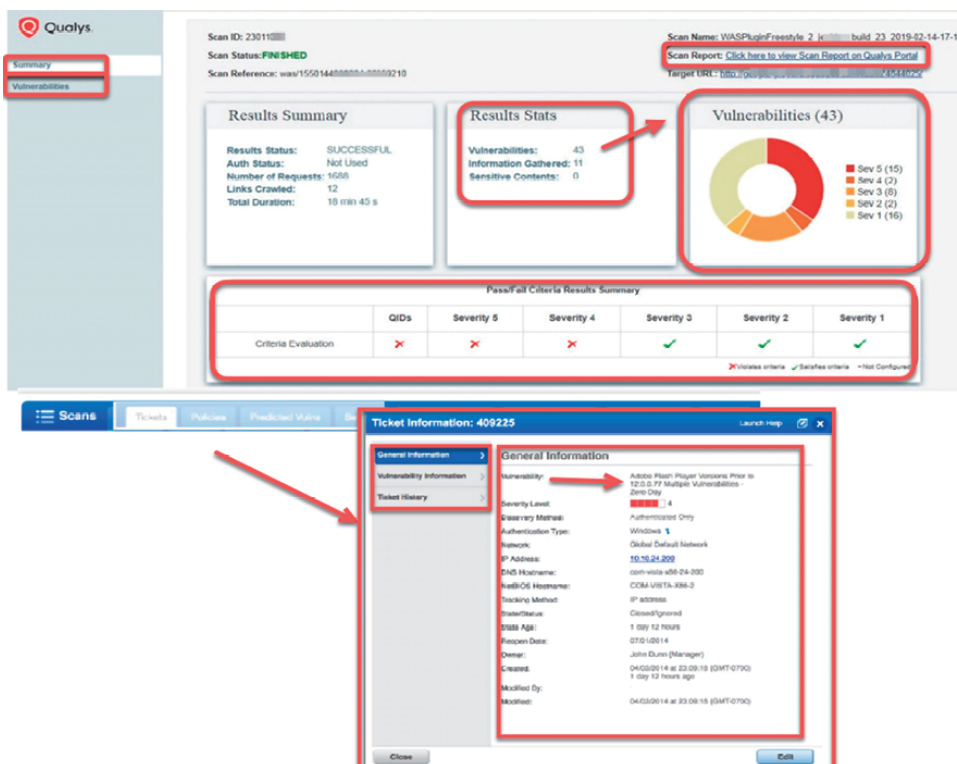 Qualys.
Summary
Vulnerabilities
Scan ID: 23011
Scan Status:FINISHED
Scan Reference: was/1550144 9210
Scan Name: WASPluginFreestyle_2 build_23_2019-02-14-17-1
Scan Report: Click here to view Scan Report on Qualys Portal
Target URL: http://
Results Summary
Results Status: SUCCESSFUL
Auth Status: Not Used
Number of Requests: 1688
Links Crawled: 12
Total Duration: 18 min 45 s
Results Stats
Vulnerabilities: 43
Information Gathered: 11
Sensitive Contents: 0
Vulnerabilities (43)
Sev 5 (15)
Sev 4 (2)
Sev 3 (8)
Sev 2 (2)
Sev 1 (16)
Pass/Fail Criteria Results Summary
QIDs Severity 5 Severity 4 Severity 3 Severity 2 Severity 1
Criteria Evaluation ✗ ✗ ✗ ✓ ✓ ✓
✗Violates criteria ✓Satisfies criteria -Not Configured
Scans Tickets Policies Predicted Vulns
Ticket Information: 409225 Launch Help
General Information
Vulnerability Information
Ticket History
General Information
Vulnerability: Adobe Flash Player Versions Prior to
12.0.0.77 Multiple Vulnerabilities -
Zero Day
Severity Level: 4
Discovery Method: Authenticated Only
Authentication Type: Windows
Network: Global Default Network
IP Address: 10.10.24.200
DNS Hostname: com-vista-x86-24-200
NetBIOS Hostname: COM-VISTA-X86-2
Tracking Method: IP address
State/Status: Closed/Ignored
State Age: 1 day 12 hours
Reopen Date: 07/01/2014
Owner: John Dunn (Manager)
Created: 04/03/2014 at 23:09:15 (GMT-0700)
1 day 12 hours ago
Modified By:
Modified: 04/03/2014 at 23:09:15 (GMT-0700)
Close Edit